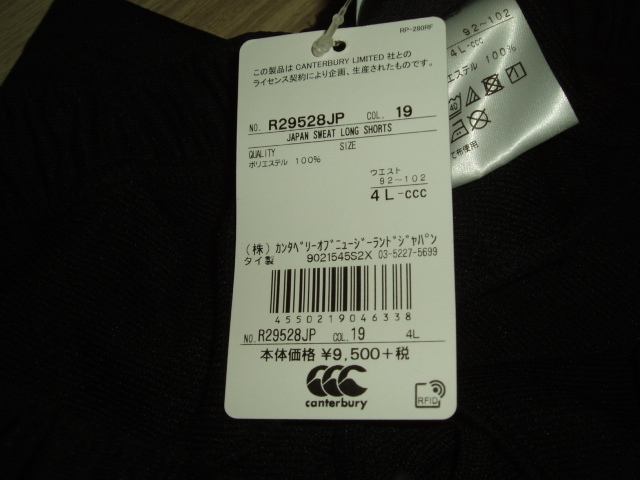 RP-280RF
この製品は CANTERBURY LIMITED 社との
ライセンス契約により企画、生産されたものです。
NO. R29528JP COL. 19
JAPAN SWEAT LONG SHORTS
QUALITY SIZE
ポリエステル 100%
ウエスト
92~102
4L-ccc
(株)カンタベリーオブニュージーランドジャパン
タイ製 9021545S2X 03-5227-5699
4550219046338
NO. R29528JP COL. 19 4L
本体価格 ¥9,500+税
canterbury
RFID
92~102
4L-ccc
エステル 100%
40
て布使用